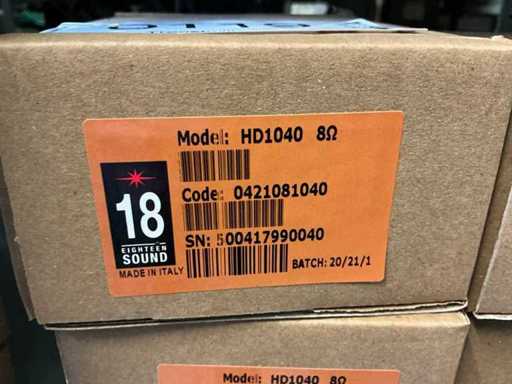 Model: HD1040 8Ω
Code: 0421081040
SN: 500417990040
BATCH: 20/21/1
18
EIGHTEEN
SOUND
MADE IN ITALY
Model: HD1040 8Ω